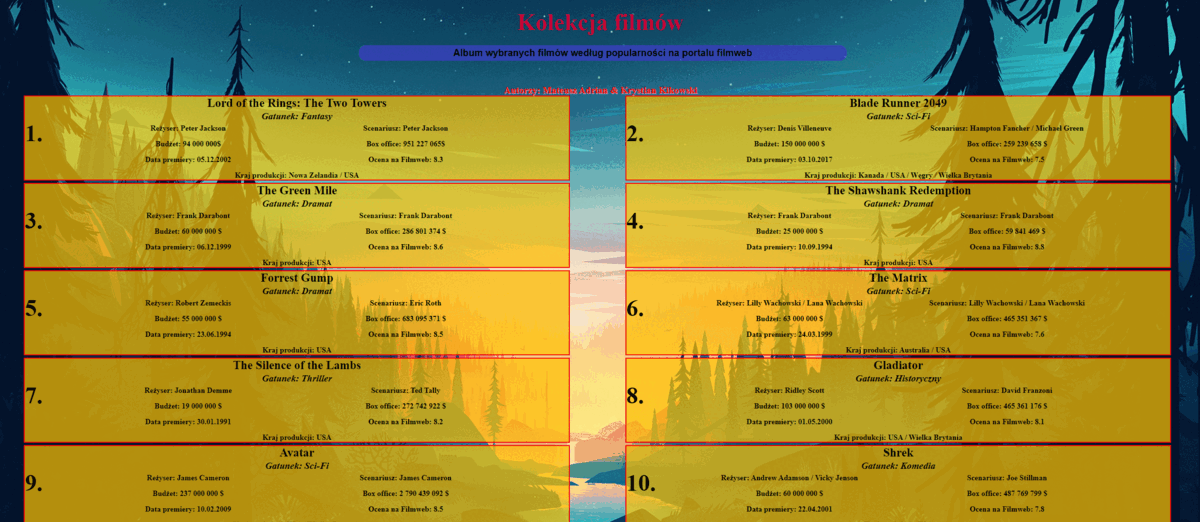 Kolekcja filmów
Album wybranych filmów według popularności na portalu filmweb
Autorzy: Mateusz Adrian & Krystian Kitowski
Lord of the Rings: The Two Towers
Gatunek: Fantasy
1.
Reżyser: Peter Jackson Scenariusz: Peter Jackson
Budżet: 94 000 000$ Box office: 951 227 065$
Data premiery: 05.12.2002 Ocena na Filmweb: 8.3
Kraj produkcji: Nowa Zelandia / USA
Blade Runner 2049
Gatunek: Sci-Fi
2.
Reżyser: Denis Villeneuve Scenariusz: Hampton Fancher / Michael Green
Budżet: 150 000 000 $ Box office: 259 239 658 $
Data premiery: 03.10.2017 Ocena na Filmweb: 7.5
Kraj produkcji: Kanada / USA / Węgry / Wielka Brytania
The Green Mile
Gatunek: Dramat
3.
Reżyser: Frank Darabont Scenariusz: Frank Darabont
Budżet: 60 000 000 $ Box office: 286 801 374 $
Data premiery: 06.12.1999 Ocena na Filmweb: 8.6
Kraj produkcji: USA
The Shawshank Redemption
Gatunek: Dramat
4.
Reżyser: Frank Darabont Scenariusz: Frank Darabont
Budżet: 25 000 000 $ Box office: 59 841 469 $
Data premiery: 10.09.1994 Ocena na Filmweb: 8.8
Kraj produkcji: USA
Forrest Gump
Gatunek: Dramat
5.
Reżyser: Robert Zemeckis Scenariusz: Eric Roth
Budżet: 55 000 000 $ Box office: 683 095 371 $
Data premiery: 23.06.1994 Ocena na Filmweb: 8.5
Kraj produkcji: USA
The Matrix
Gatunek: Sci-Fi
6.
Reżyser: Lilly Wachowski / Lana Wachowski Scenariusz: Lilly Wachowski / Lana Wachowski
Budżet: 63 000 000 $ Box office: 465 351 367 $
Data premiery: 24.03.1999 Ocena na Filmweb: 7.6
Kraj produkcji: Australia / USA
The Silence of the Lambs
Gatunek: Thriller
7.
Reżyser: Jonathan Demme Scenariusz: Ted Tally
Budżet: 19 000 000 $ Box office: 272 742 922 $
Data premiery: 30.01.1991 Ocena na Filmweb: 8.2
Kraj produkcji: USA
Gladiator
Gatunek: Historyczny
8.
Reżyser: Ridley Scott Scenariusz: David Franzoni
Budżet: 103 000 000 $ Box office: 465 361 176 $
Data premiery: 01.05.2000 Ocena na Filmweb: 8.1
Kraj produkcji: USA / Wielka Brytania
Avatar
Gatunek: Sci-Fi
9.
Reżyser: James Cameron Scenariusz: James Cameron
Budżet: 237 000 000 $ Box office: 2 790 439 092 $
Data premiery: 10.02.2009 Ocena na Filmweb: 8.5
Shrek
Gatunek: Komedia
10.
Reżyser: Andrew Adamson / Vicky Jenson Scenariusz: Joe Stillman
Budżet: 60 000 000 $ Box office: 487 769 799 $
Data premiery: 22.04.2001 Ocena na Filmweb: 7.8